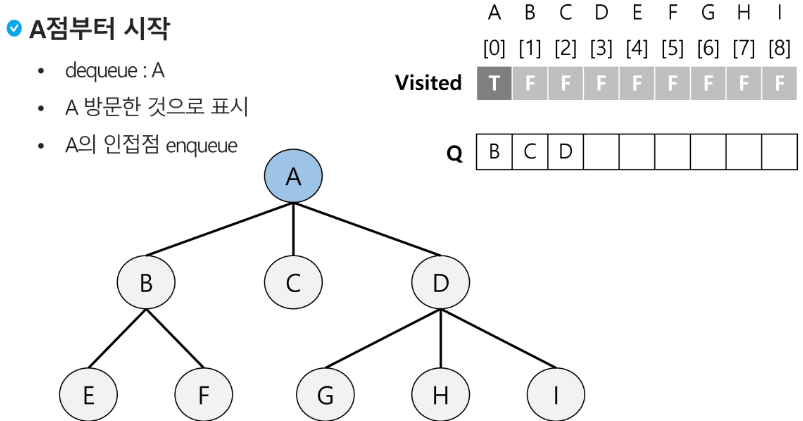 A점부터 시작
• dequeue : A
• A 방문한 것으로 표시
• A의 인접점 enqueue
A B C D E F G H I
[0] [1] [2] [3] [4] [5] [6] [7] [8]
Visited T F F F F F F F F
Q B C D
A
B C D
E F G H I